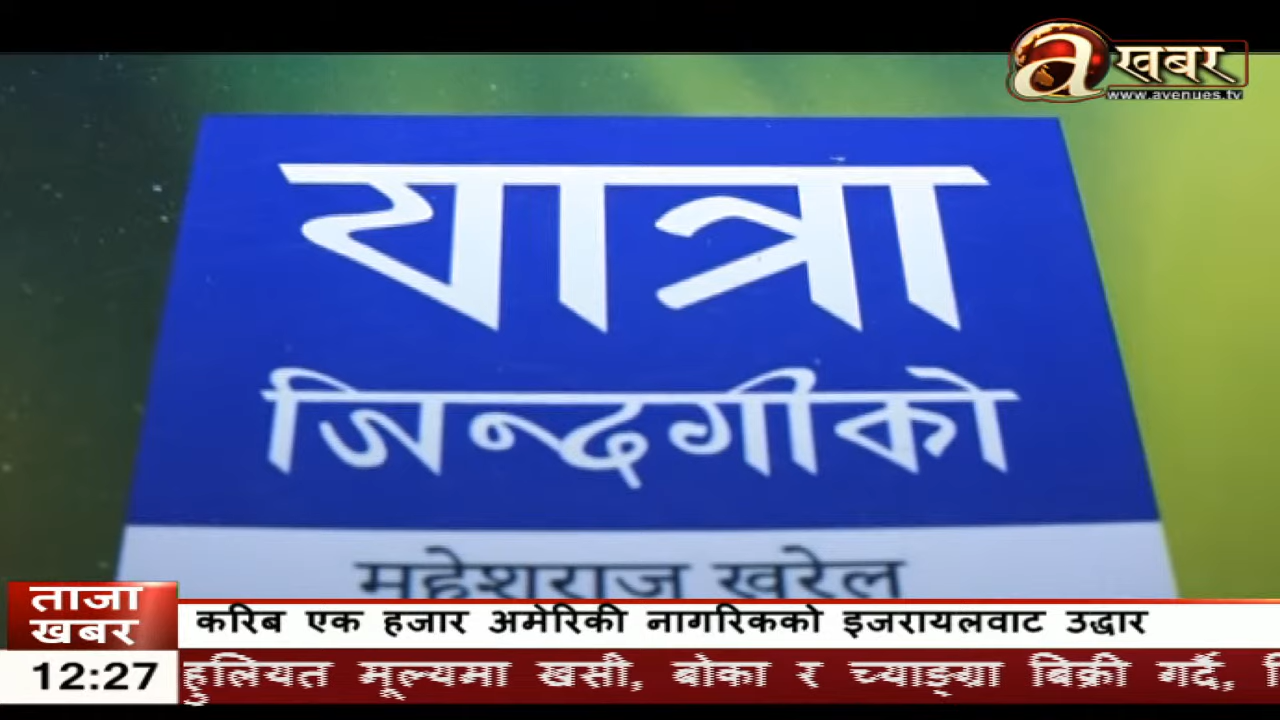 a खबर
www.avenues.tv
यात्रा
जिन्दगीको
महेशराज खरेल
ताजा
खबर
करिब एक हजार अमेरिकी नागरिकको इजरायलवाट उद्धार
12:27
हुलियत मूल्यमा खसी, बोका र च्याङ्ग्रा बिक्री गर्दै,